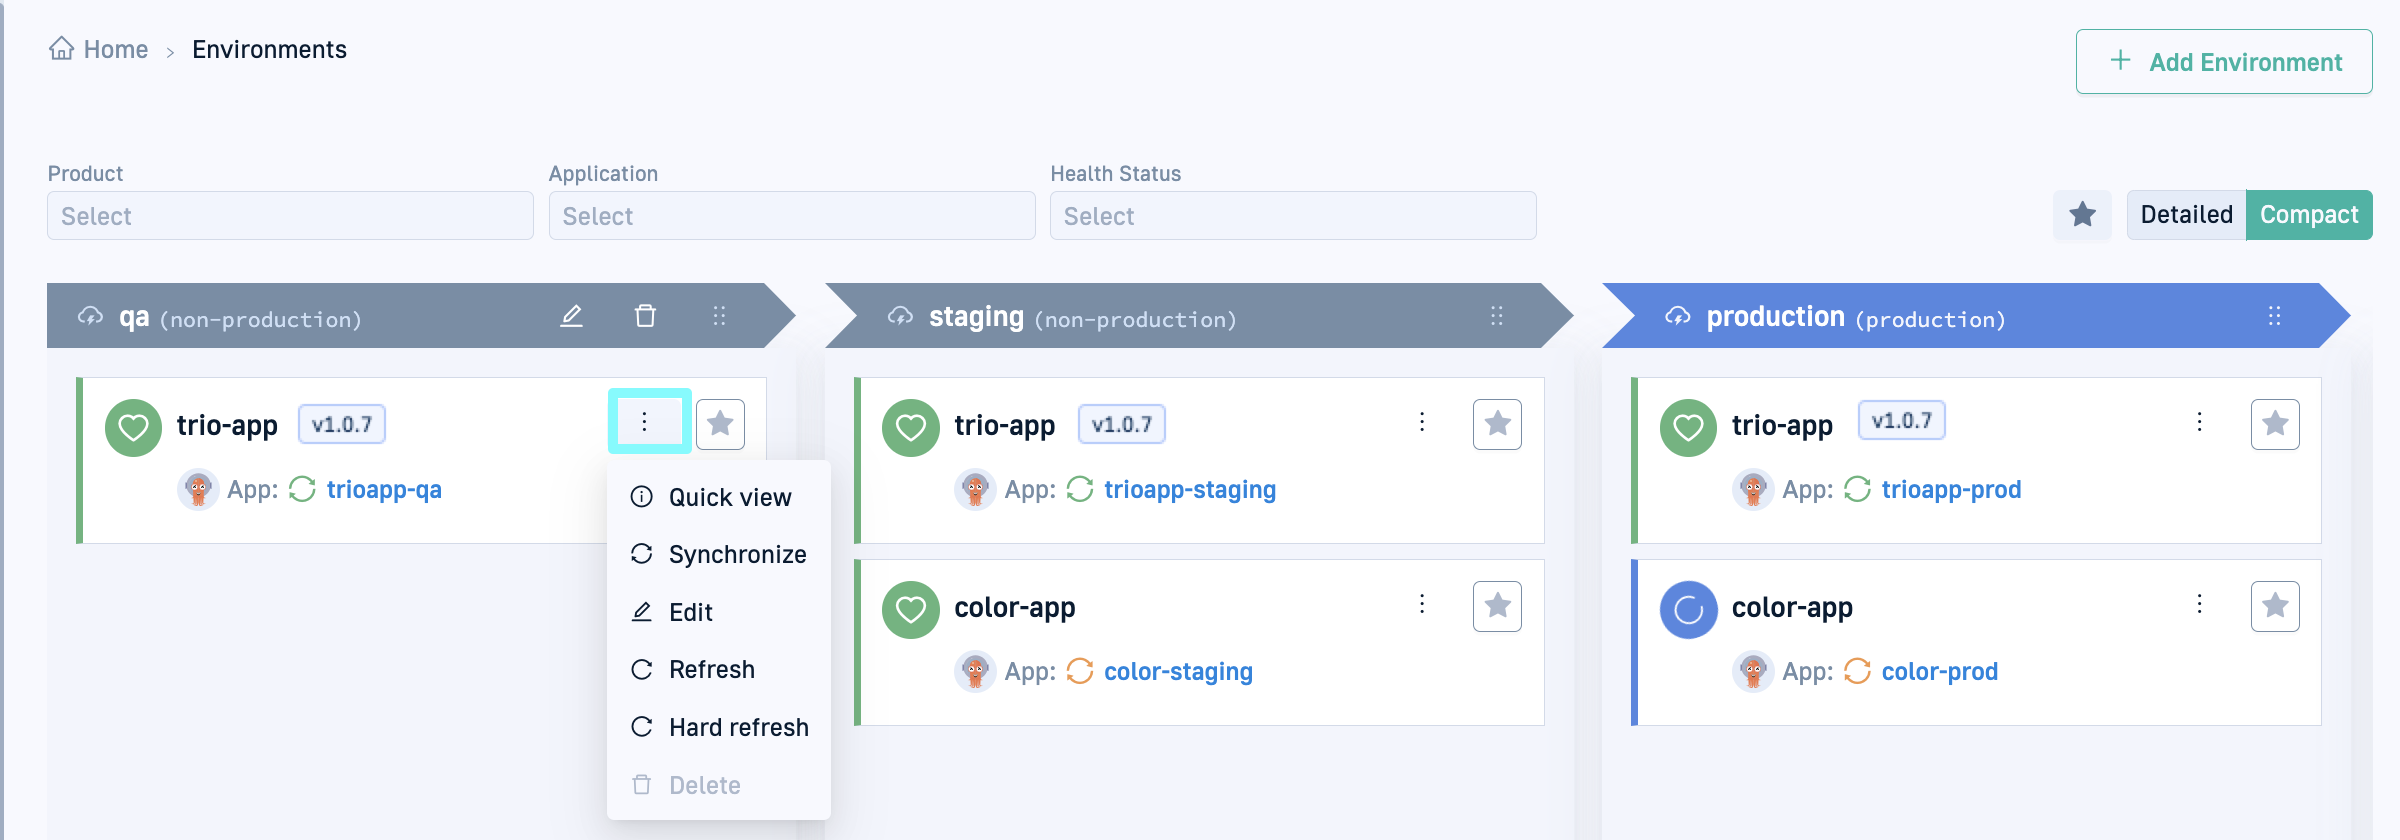 Home > Environments
+ Add Environment
Product Application Health Status
Select Select Select
Detailed Compact
qa (non-production)
staging (non-production)
production (production)
trio-app v1.0.7
App: trioapp-qa
Quick view
Synchronize
Edit
Refresh
Hard refresh
Delete
trio-app v1.0.7
App: trioapp-staging
color-app
App: color-staging
trio-app v1.0.7
App: trioapp-prod
color-app
App: color-prod